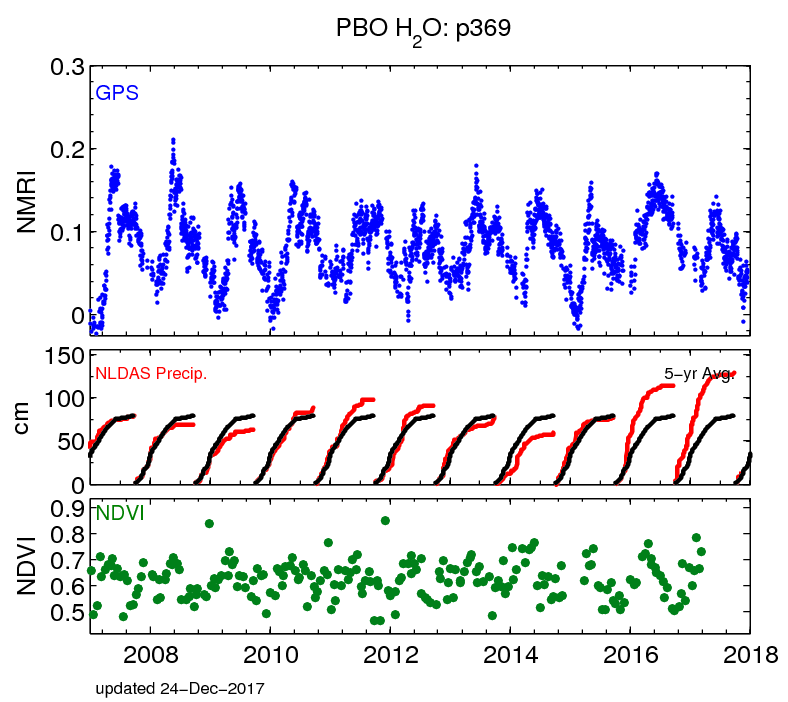 PBO H2O: p369
0.3
GPS
0.2
NMRI
0.1
0
150
NLDAS Precip.
5-yr Avg.
100
cm
50
0
0.9
NDVI
0.8
0.7
NDVI
0.6
0.5
2008 2010 2012 2014 2016 2018
updated 24-Dec-2017